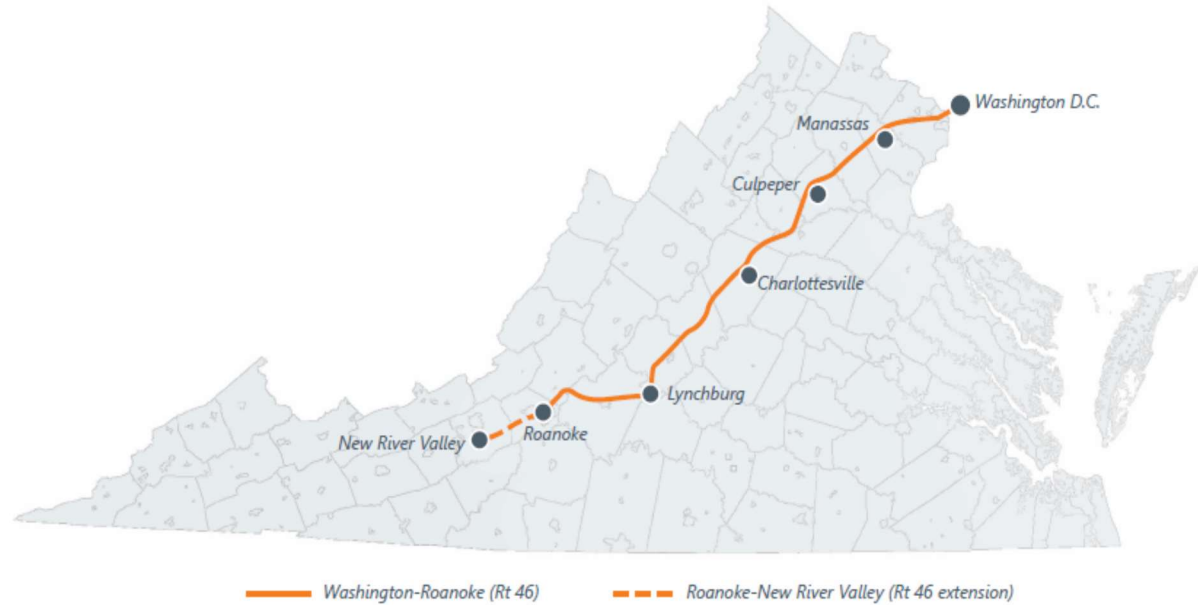 Washington D.C.
Manassas
Culpeper
Charlottesville
Lynchburg
Roanoke
New River Valley
Washington-Roanoke (Rt 46)
Roanoke-New River Valley (Rt 46 extension)